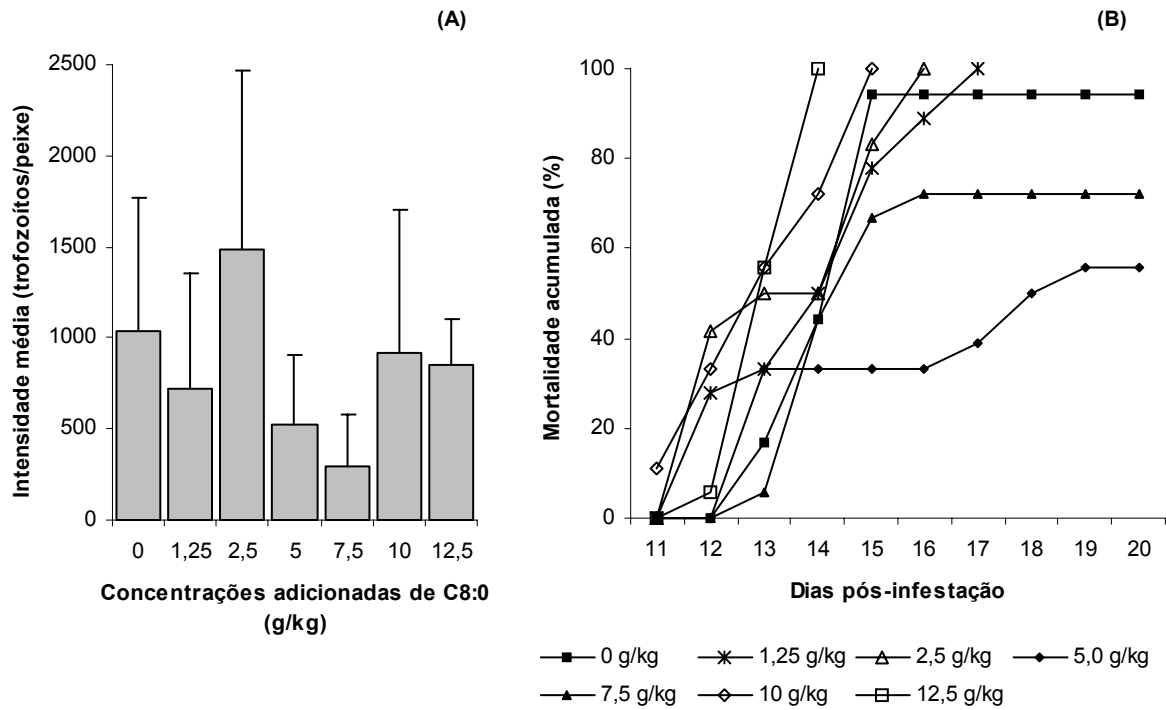 (A)
Intensidade média (trofozoítos/peixe)
2500
2000
1500
1000
500
0
0 1,25 2,5 5 7,5 10 12,5
Concentrações adicionadas de C8:0
(g/kg)
(B)
Mortalidade acumulada (%)
100
80
60
40
20
0
11 12 13 14 15 16 17 18 19 20
Dias pós-infestação
0 g/kg 1,25 g/kg 2,5 g/kg 5,0 g/kg
7,5 g/kg 10 g/kg 12,5 g/kg